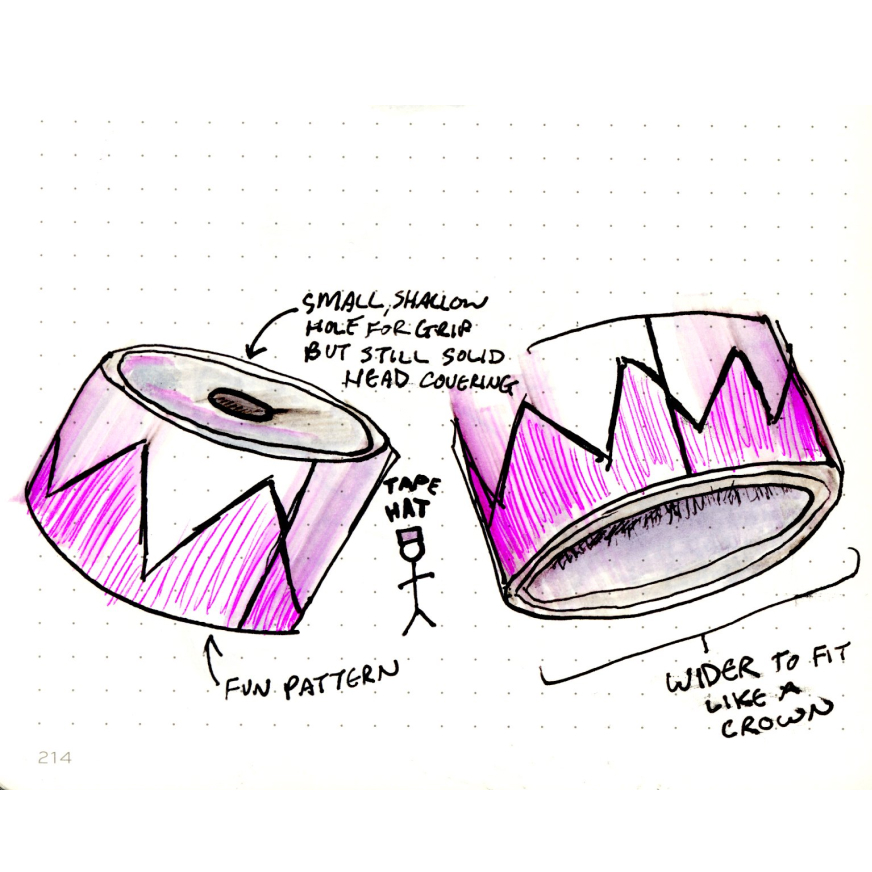 SMALL, SHALLOW
HOLE FOR GRIP
BUT STILL SOLID
HEAD COVERING
TAPE
HAT
FUN PATTERN
WIDER TO FIT
LIKE A
CROWN
214